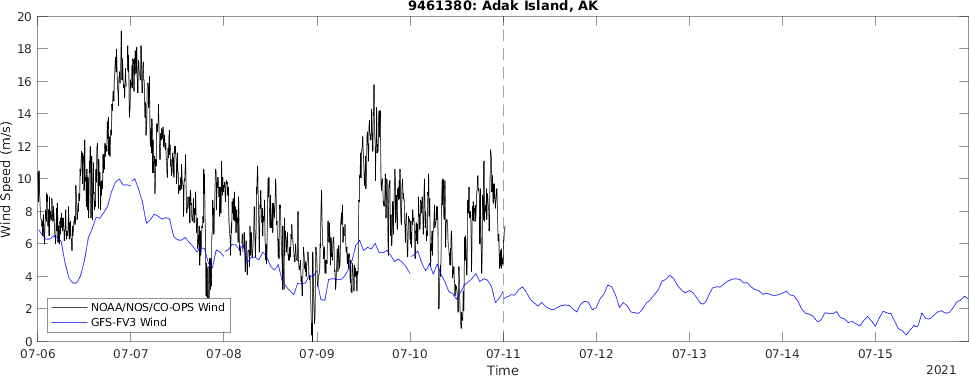 9461380: Adak Island, AK
Wind Speed (m/s)
20
18
16
14
12
10
8
6
4
2
0
NOAA/NOS/CO-OPS Wind
GFS-FV3 Wind
07-06 07-07 07-08 07-09 07-10 07-11 07-12 07-13 07-14 07-15
Time
2021